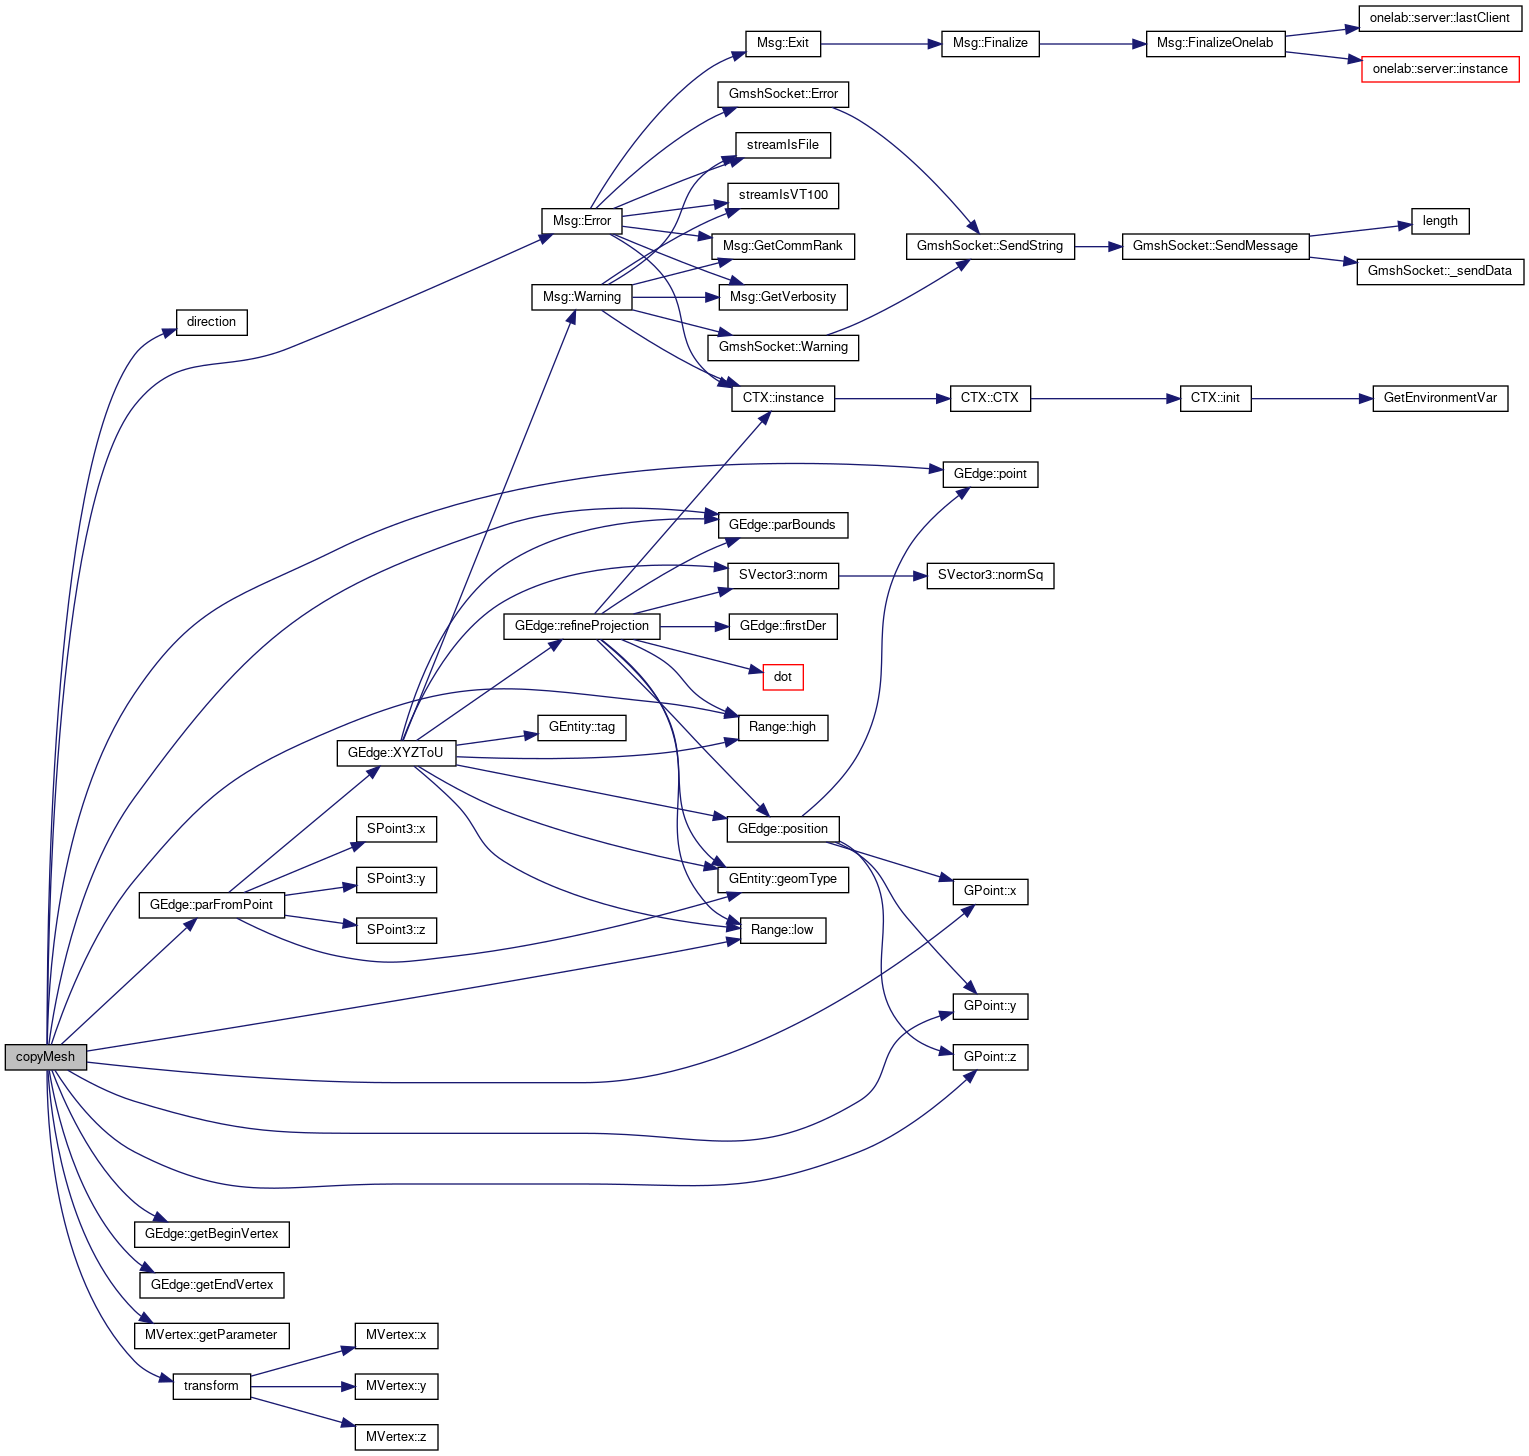 onelab::server::lastClient
Msg::Exit
Msg::Finalize
Msg::FinalizeOnelab
onelab::server::instance
GmshSocket::Error
streamIsFile
streamIsVT100
Msg::Error
length
Msg::GetCommRank
GmshSocket::SendString
GmshSocket::SendMessage
GmshSocket::_sendData
Msg::Warning
Msg::GetVerbosity
direction
GmshSocket::Warning
CTX::instance
CTX::CTX
CTX::init
GetEnvironmentVar
GEdge::point
GEdge::parBounds
SVector3::norm
SVector3::normSq
GEdge::refineProjection
GEdge::firstDer
dot
GEntity::tag
Range::high
GEdge::XYZToU
SPoint3::x
GEdge::position
SPoint3::y
GEntity::geomType
GPoint::x
GEdge::parFromPoint
SPoint3::z
Range::low
GPoint::y
copyMesh
GPoint::z
GEdge::getBeginVertex
GEdge::getEndVertex
MVertex::getParameter
MVertex::x
transform
MVertex::y
MVertex::z